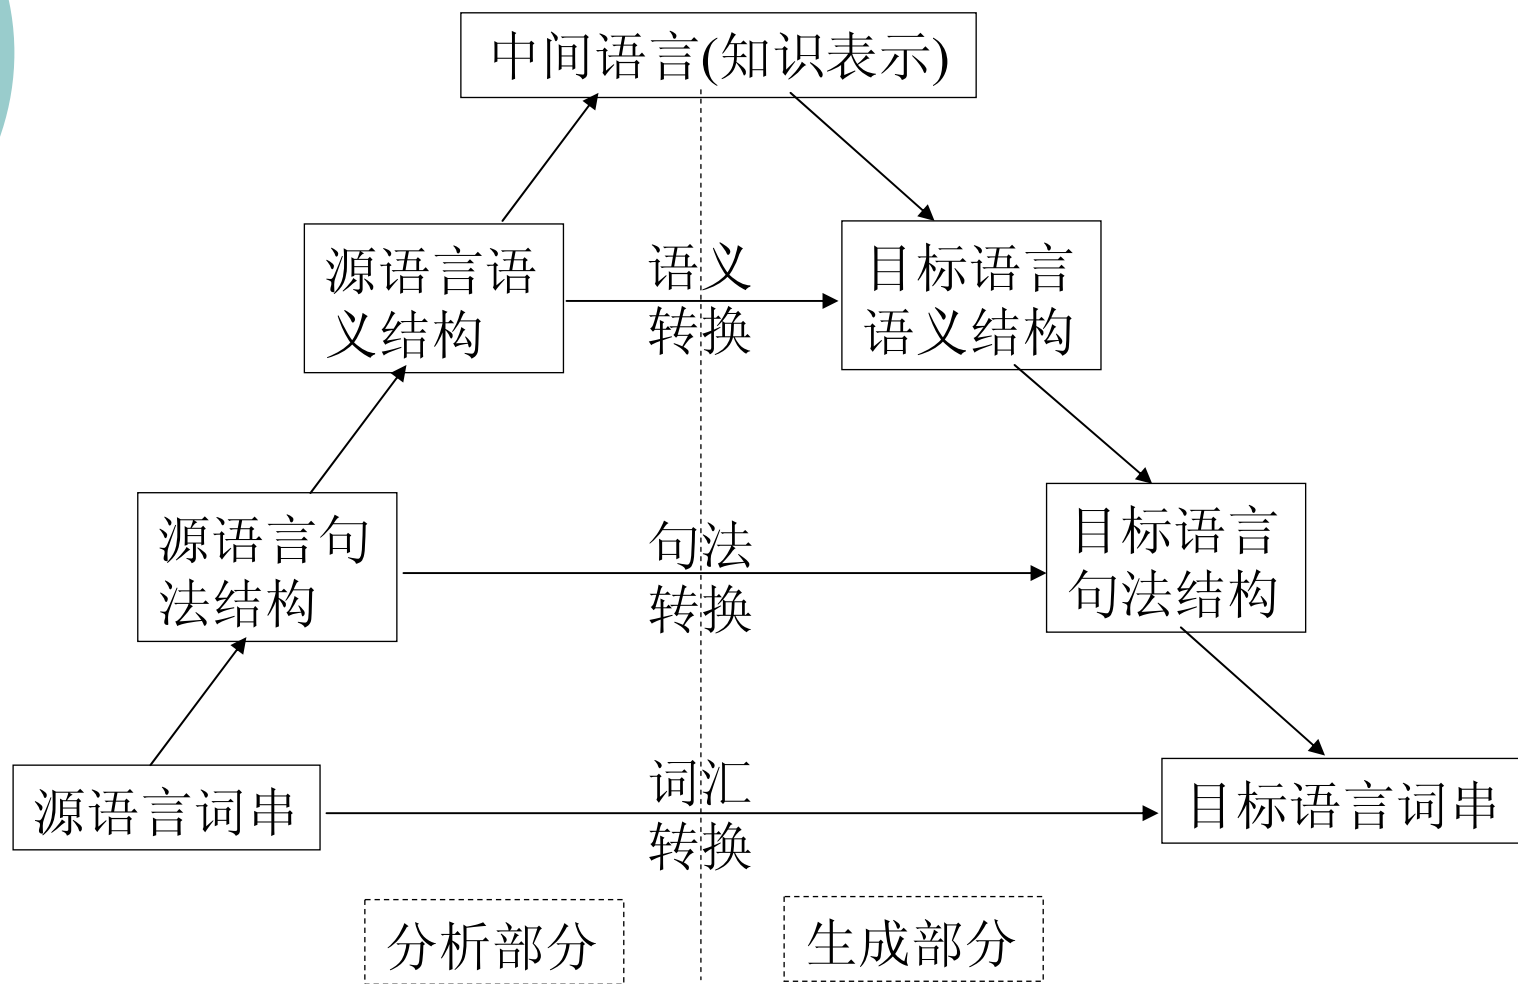 中间语言(知识表示)
源语言语
义结构
语义
转换
目标语言
语义结构
源语言句
法结构
句法
转换
目标语言
句法结构
源语言词串
词汇
转换
目标语言词串
分析部分
生成部分